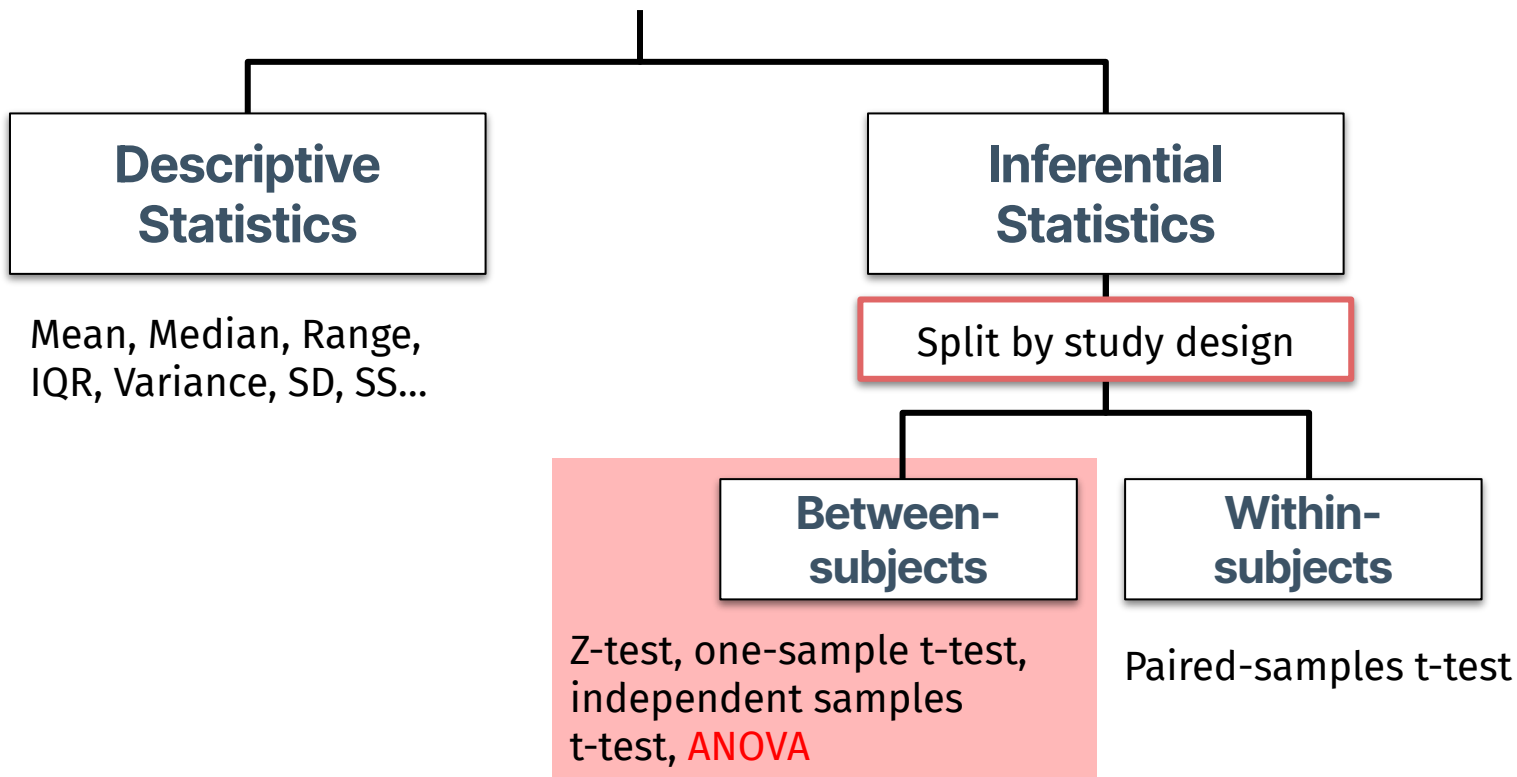 Descriptive
Statistics
Inferential
Statistics
Mean, Median, Range,
IQR, Variance, SD, SS...
Split by study design
Between-
subjects
Within-
subjects
Z-test, one-sample t-test,
independent samples
t-test, ANOVA
Paired-samples t-test